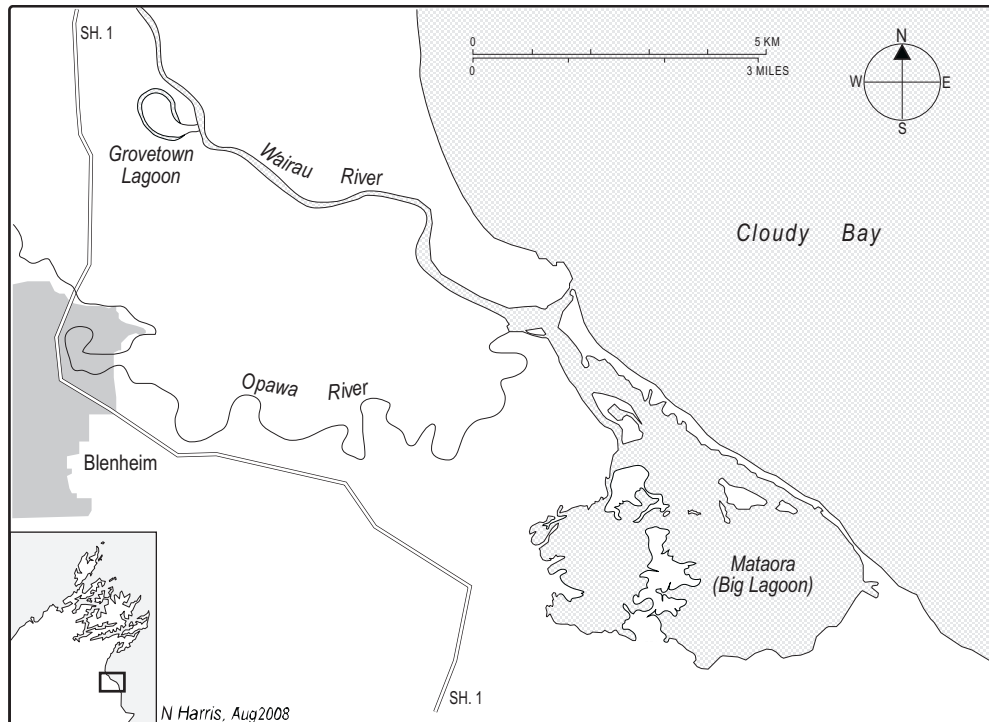 SH. 1
0 5 KM
0 3 MILES
N
W E
S
Grovetown
Lagoon
Wairau River
Cloudy Bay
Opawa River
Blenheim
Mataora
(Big Lagoon)
SH. 1
N Harris, Aug2008